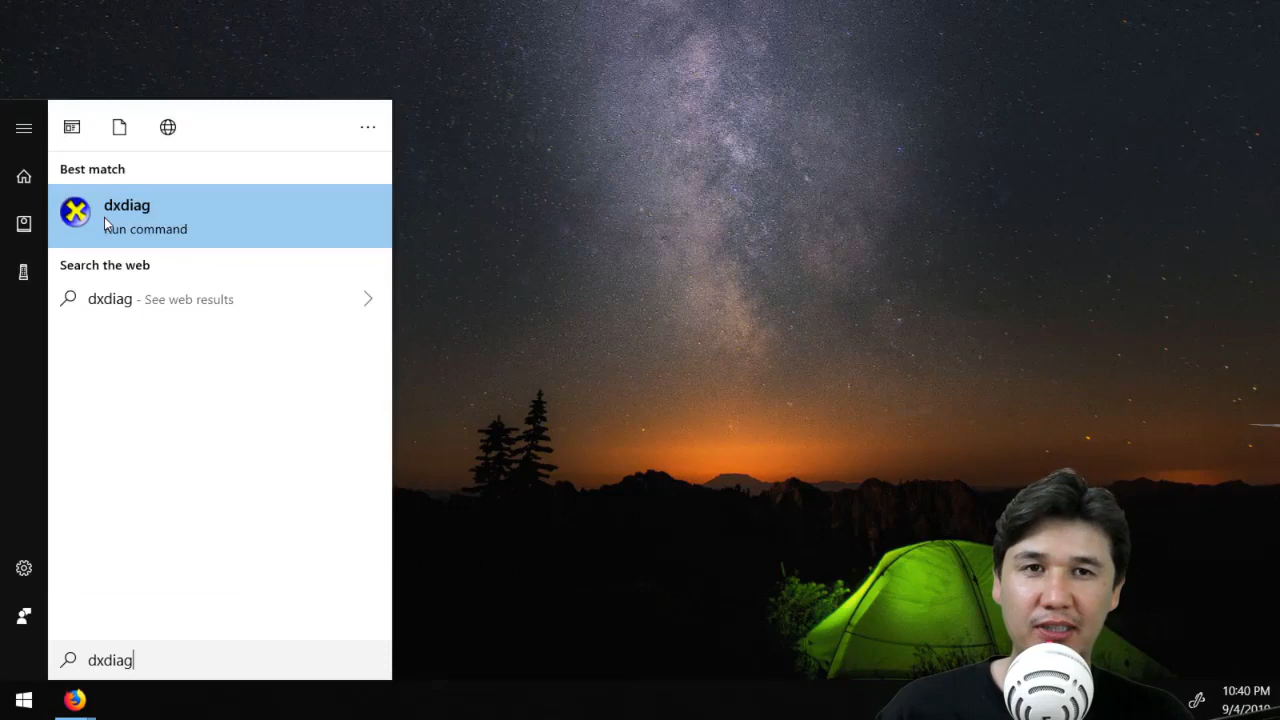 Best match
dxdiag
Run command
Search the web
dxdiag - See web results
dxdiag
10:40 PM
9/4/2019